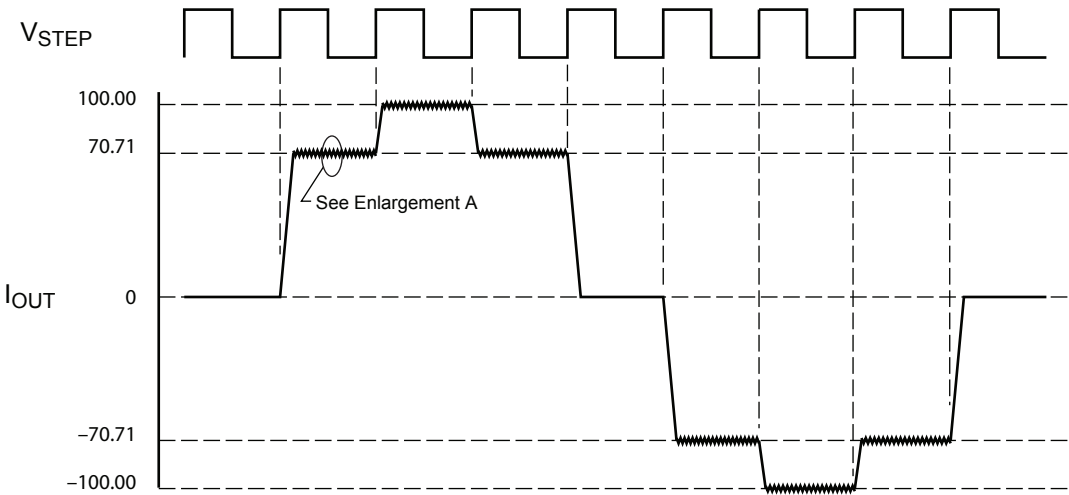 VSTEP
100.00
70.71
See Enlargement A
IOUT
0
–70.71
–100.00